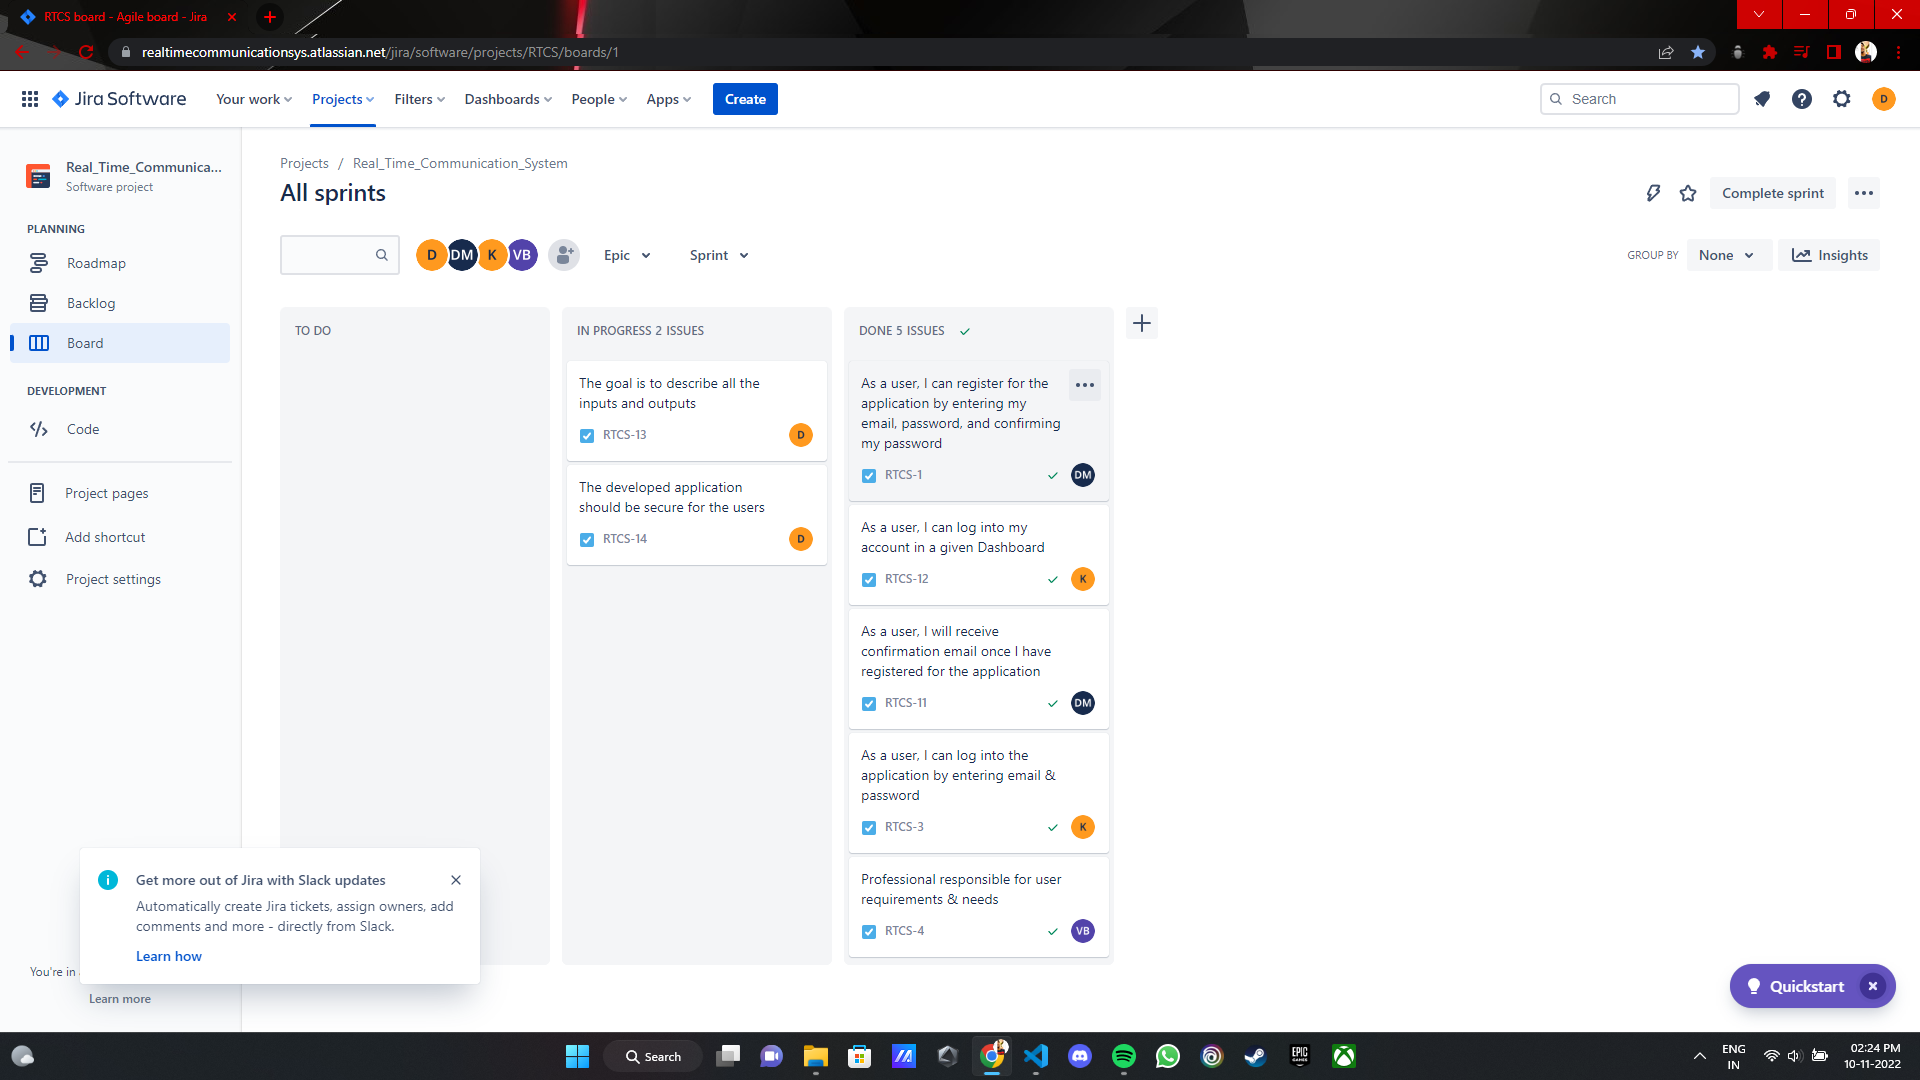 RTCS board - Agile board - Jira
realtimecommunicationsys.atlassian.net/jira/software/projects/RTCS/boards/1
Jira Software
Your work
Projects
Filters
Dashboards
People
Apps
Create
Search
D
Real_Time_Communica...
Software project
PLANNING
Roadmap
Backlog
Board
DEVELOPMENT
Code
Project pages
Add shortcut
Project settings
You're in
Learn more
Projects / Real_Time_Communication_System
All sprints
Complete sprint
D DM K VB
Epic
Sprint
GROUP BY
None
Insights
TO DO
IN PROGRESS 2 ISSUES
The goal is to describe all the
inputs and outputs
RTCS-13
D
The developed application
should be secure for the users
RTCS-14
D
DONE 5 ISSUES
As a user, I can register for the
application by entering my
email, password, and confirming
my password
RTCS-1
DM
As a user, I can log into my
account in a given Dashboard
RTCS-12
K
As a user, I will receive
confirmation email once I have
registered for the application
RTCS-11
DM
As a user, I can log into the
application by entering email &
password
RTCS-3
K
Professional responsible for user
requirements & needs
RTCS-4
VB
Get more out of Jira with Slack updates
Automatically create Jira tickets, assign owners, add
comments and more - directly from Slack.
Learn how
Quickstart
Search
EPIC
GAMES
ENG
IN
02:24 PM
10-11-2022